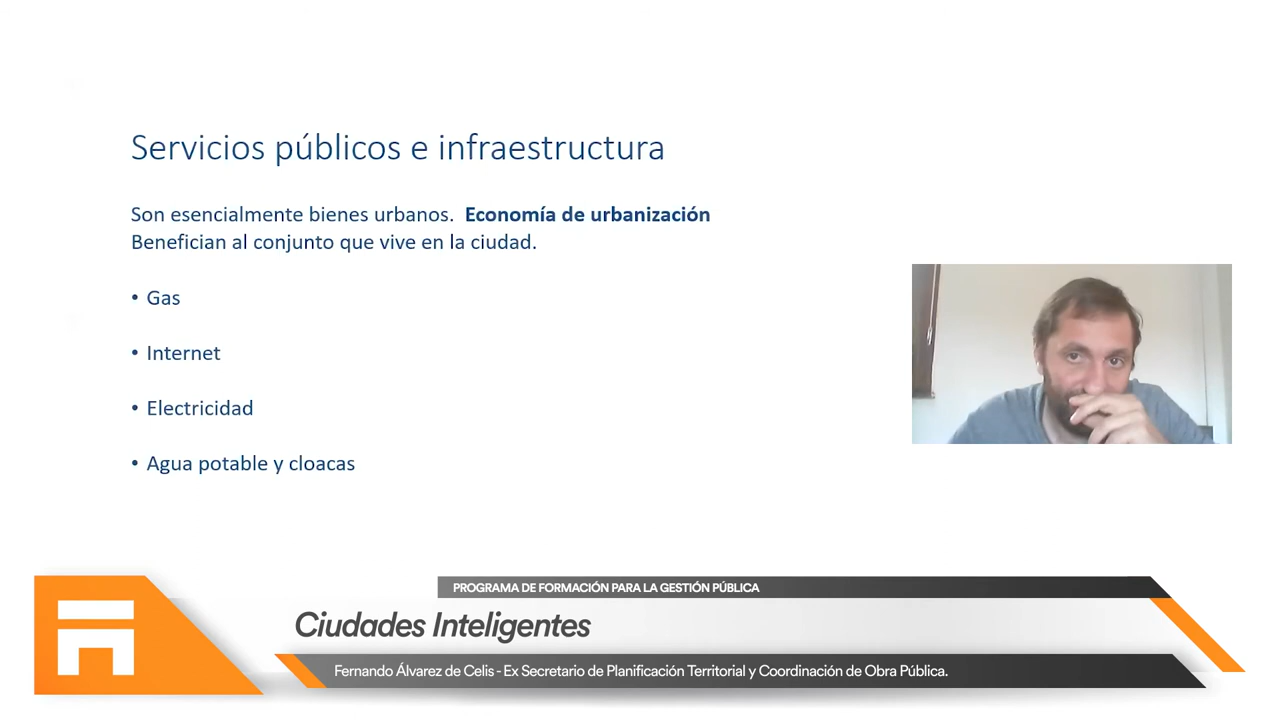 Servicios públicos e infraestructura
Son esencialmente bienes urbanos. Economía de urbanización
Benefician al conjunto que vive en la ciudad.
• Gas
• Internet
• Electricidad
• Agua potable y cloacas
PROGRAMA DE FORMACIÓN PARA LA GESTIÓN PÚBLICA
Ciudades Inteligentes
Fernando Álvarez de Celis - Ex Secretario de Planificación Territorial y Coordinación de Obra Pública.